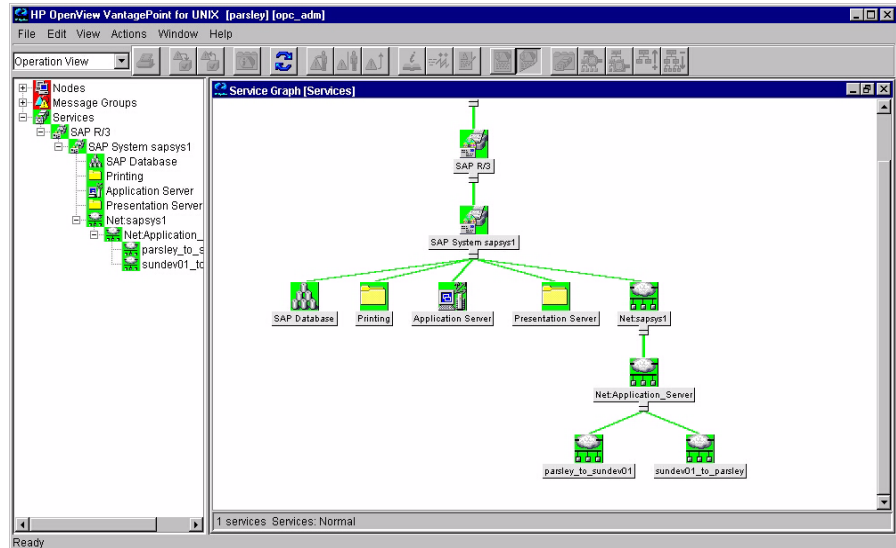 HP OpenView VantagePoint for UNIX [parsley] [opc_adm]
File Edit View Actions Window Help
Operation View
Nodes
Message Groups
Services
SAP R/3
SAP System sapsys1
SAP Database
Printing
Application Server
Presentation Server
Net:sapsys1
Net:Application_
parsley_to_s
sundev01_to
Service Graph [Services]
SAP R/3
SAP System sapsys1
SAP Database Printing Application Server Presentation Server Net:sapsys1
Net:Application_Server
parsley_to_sundev01 sundev01_to_parsley
1 services Services: Normal
Ready